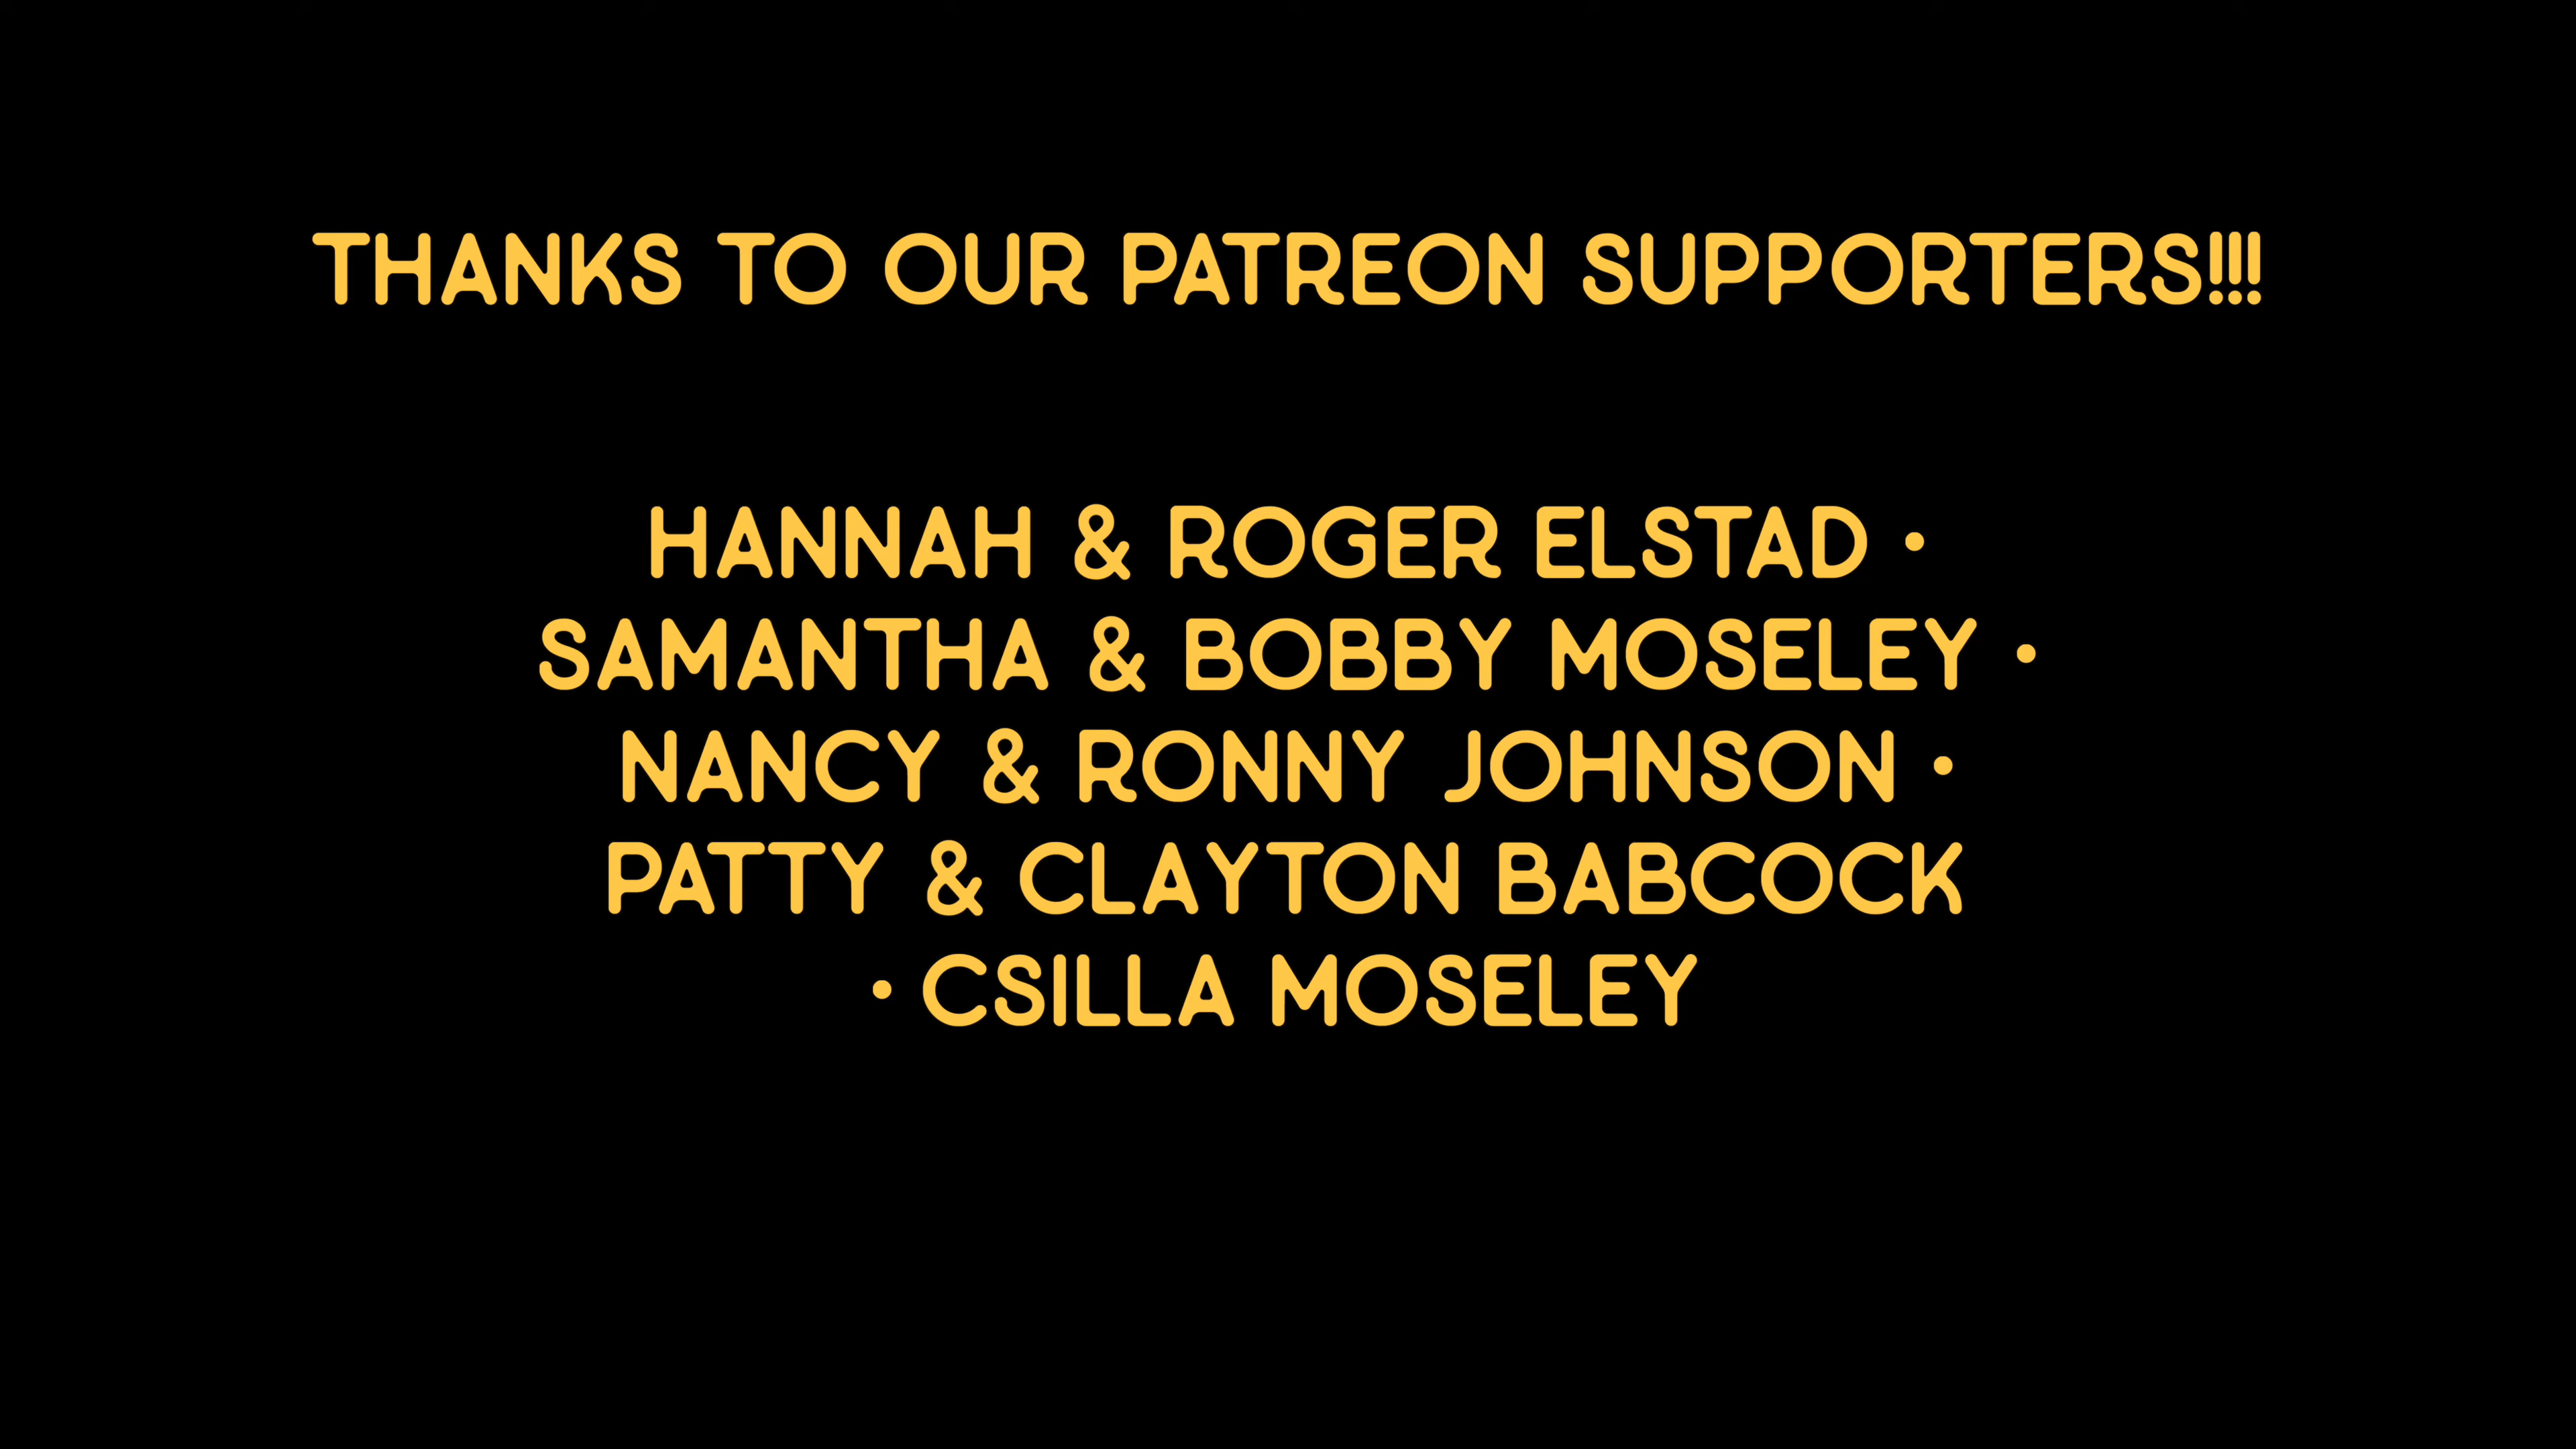 THANKS TO OUR PATREON SUPPORTERS!!!
HANNAH & ROGER ELSTAD •
SAMANTHA & BOBBY MOSELEY •
NANCY & RONNY JOHNSON •
PATTY & CLAYTON BABCOCK
• CSILLA MOSELEY